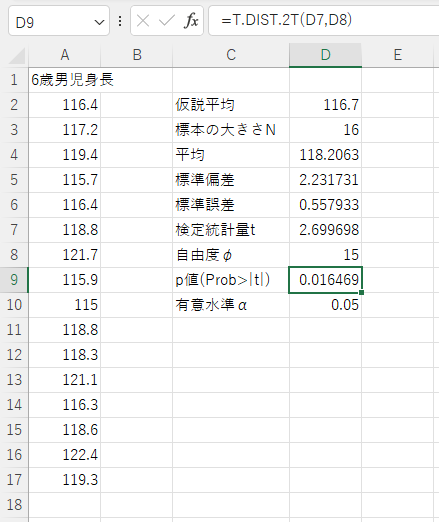 D9 fx =T.DIST.2T(D7,D8)
A B C D E
1 6歳男児身長
2 116.4 仮説平均 116.7
3 117.2 標本の大きさN 16
4 119.4 平均 118.2063
5 115.7 標準偏差 2.231731
6 116.4 標準誤差 0.557933
7 118.8 検定統計量t 2.699698
8 121.7 自由度φ 15
9 115.9 p値(Prob>|t|) 0.016469
10 115 有意水準α 0.05
11 118.8
12 118.3
13 121.1
14 116.3
15 118.6
16 122.4
17 119.3
18